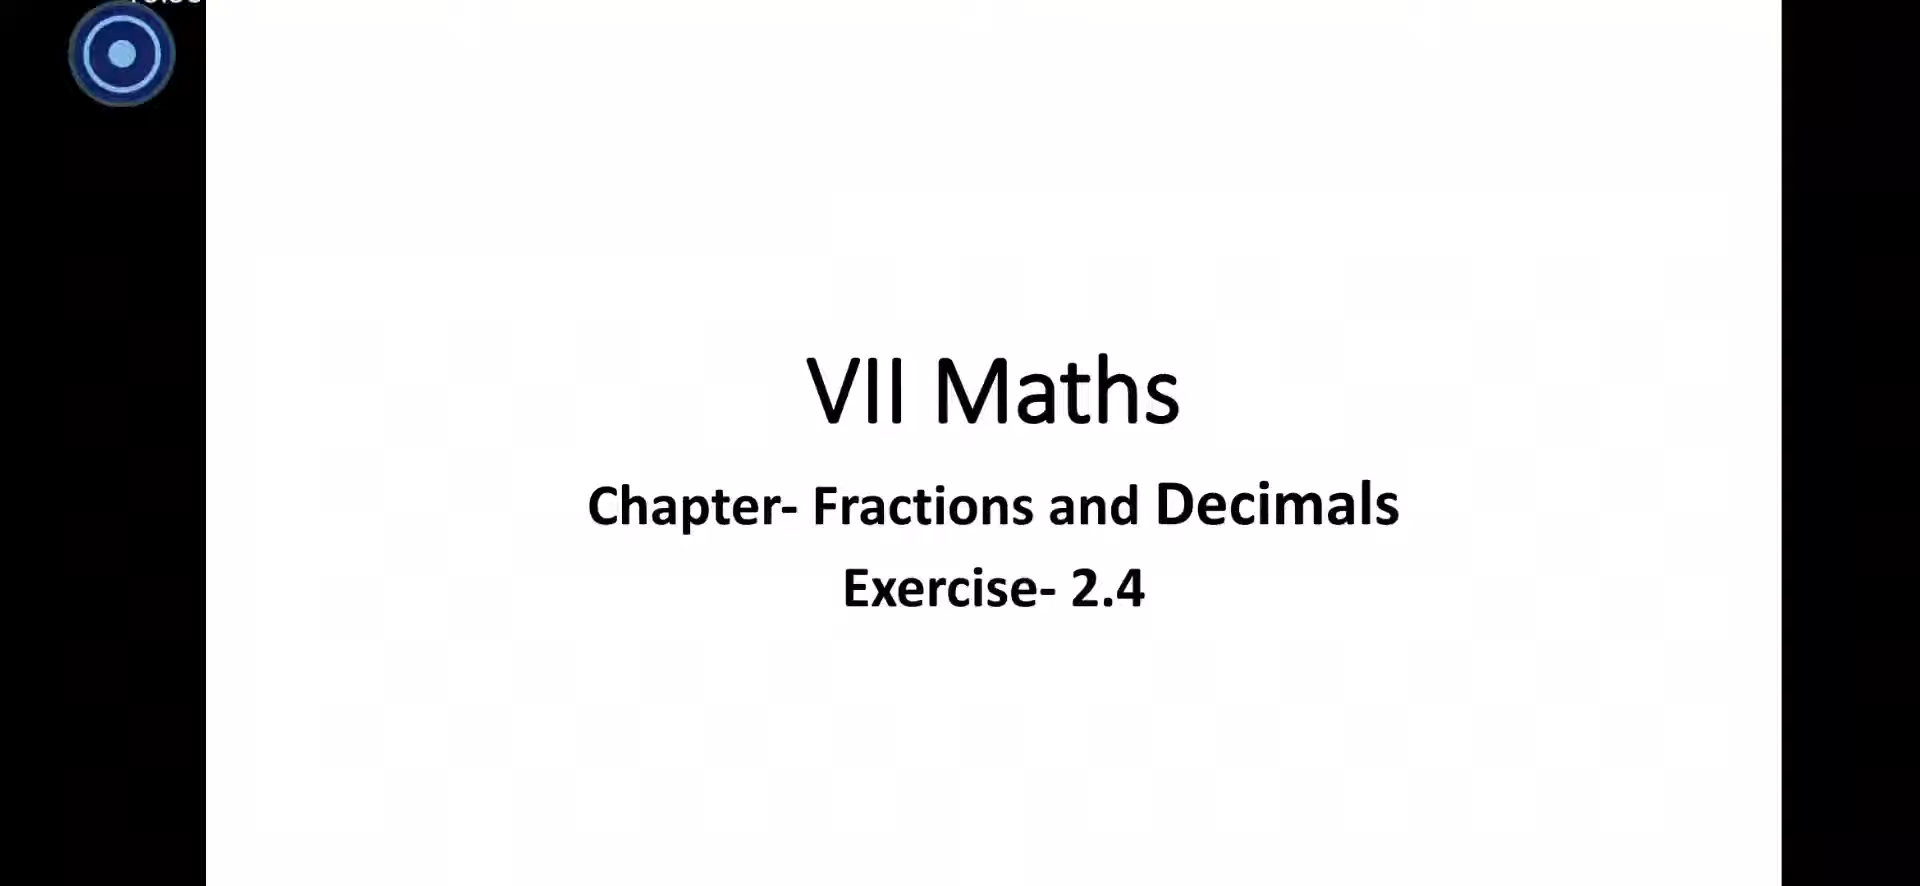 VII Maths
Chapter- Fractions and Decimals
Exercise- 2.4